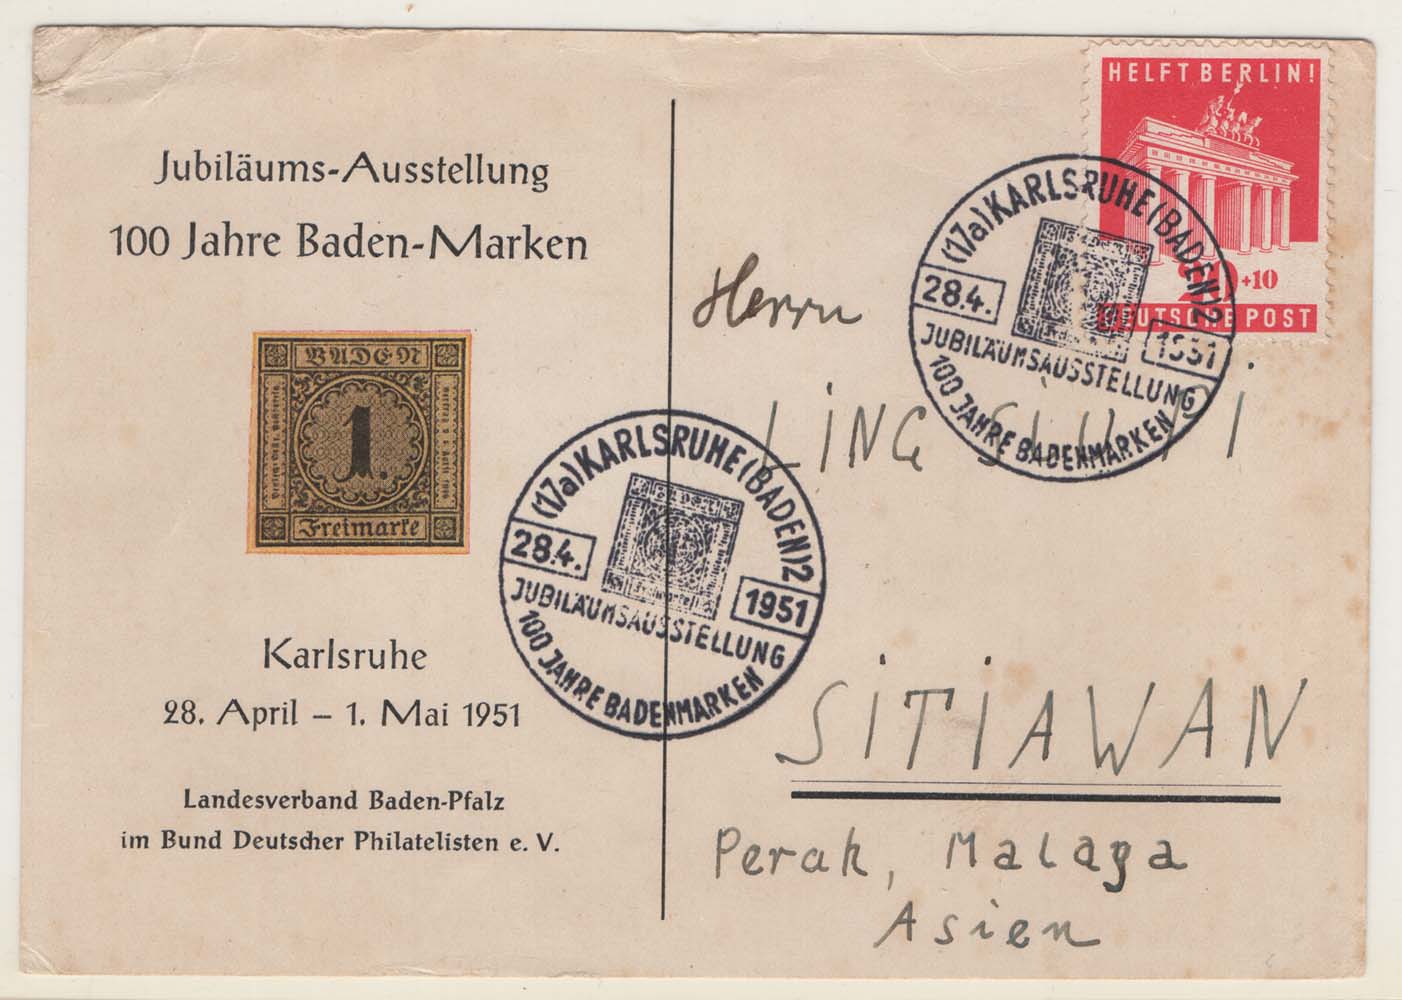 Jubiläums-Ausstellung
100 Jahre Baden-Marken
BADEN
1.
Freimarke
Karlsruhe
28. April – 1. Mai 1951
Landesverband Baden-Pfalz
im Bund Deutscher Philatelisten e. V.
(17a) KARLSRUHE (BADEN) 2
28.4.
1951
JUBILÄUMSAUSSTELLUNG
100 JAHRE BADENMARKEN
HELFT BERLIN!
20 +10
DEUTSCHE POST
(17a) KARLSRUHE (BADEN) 2
28.4.
1951
JUBILÄUMSAUSSTELLUNG
100 JAHRE BADENMARKEN
Herrn
LING
SITIAWAN
Perak, Malaya
Asien